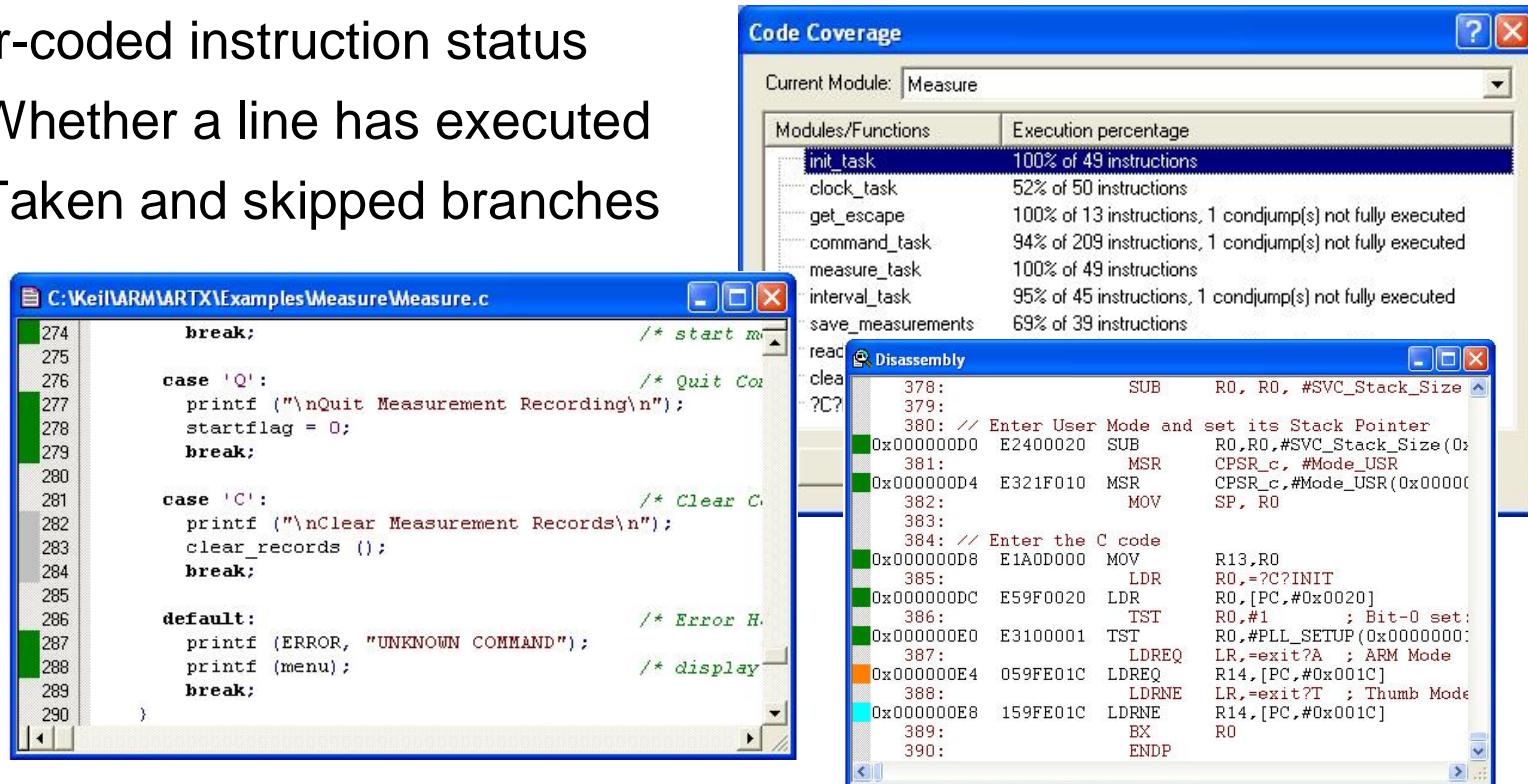 r-coded instruction status
Whether a line has executed
Taken and skipped branches
Code Coverage
Current Module: Measure
Modules/Functions Execution percentage
init_task 100% of 49 instructions
clock_task 52% of 50 instructions
get_escape 100% of 13 instructions, 1 condjump(s) not fully executed
command_task 94% of 209 instructions, 1 condjump(s) not fully executed
measure_task 100% of 49 instructions
interval_task 95% of 45 instructions, 1 condjump(s) not fully executed
save_measurements 69% of 39 instructions
read
clea
?C?
C:\Keil\ARM\ARTX\Examples\Measure\Measure.c
274 break; /* start m
275
276 case 'Q': /* Quit Co
277 printf ("\nQuit Measurement Recording\n");
278 startflag = 0;
279 break;
280
281 case 'C': /* Clear C
282 printf ("\nClear Measurement Records\n");
283 clear_records ();
284 break;
285
286 default: /* Error H
287 printf (ERROR, "UNKNOWN COMMAND");
288 printf (menu); /* display
289 break;
290 }
Disassembly
378: SUB R0, R0, #SVC_Stack_Size
379:
380: // Enter User Mode and set its Stack Pointer
0x000000D0 E2400020 SUB R0,R0,#SVC_Stack_Size(0x
381: MSR CPSR_c, #Mode_USR
0x000000D4 E321F010 MSR CPSR_c,#Mode_USR(0x00000
382: MOV SP, R0
383:
384: // Enter the C code
0x000000D8 E1A0D000 MOV R13,R0
385: LDR R0,=?C?INIT
0x000000DC E59F0020 LDR R0,[PC,#0x0020]
386: TST R0,#1 ; Bit-0 set:
0x000000E0 E3100001 TST R0,#PLL_SETUP(0x00000001
387: LDREQ LR,=exit?A ; ARM Mode
0x000000E4 059FE01C LDREQ R14,[PC,#0x001C]
388: LDRNE LR,=exit?T ; Thumb Mode
0x000000E8 159FE01C LDRNE R14,[PC,#0x001C]
389: BX R0
390: ENDP